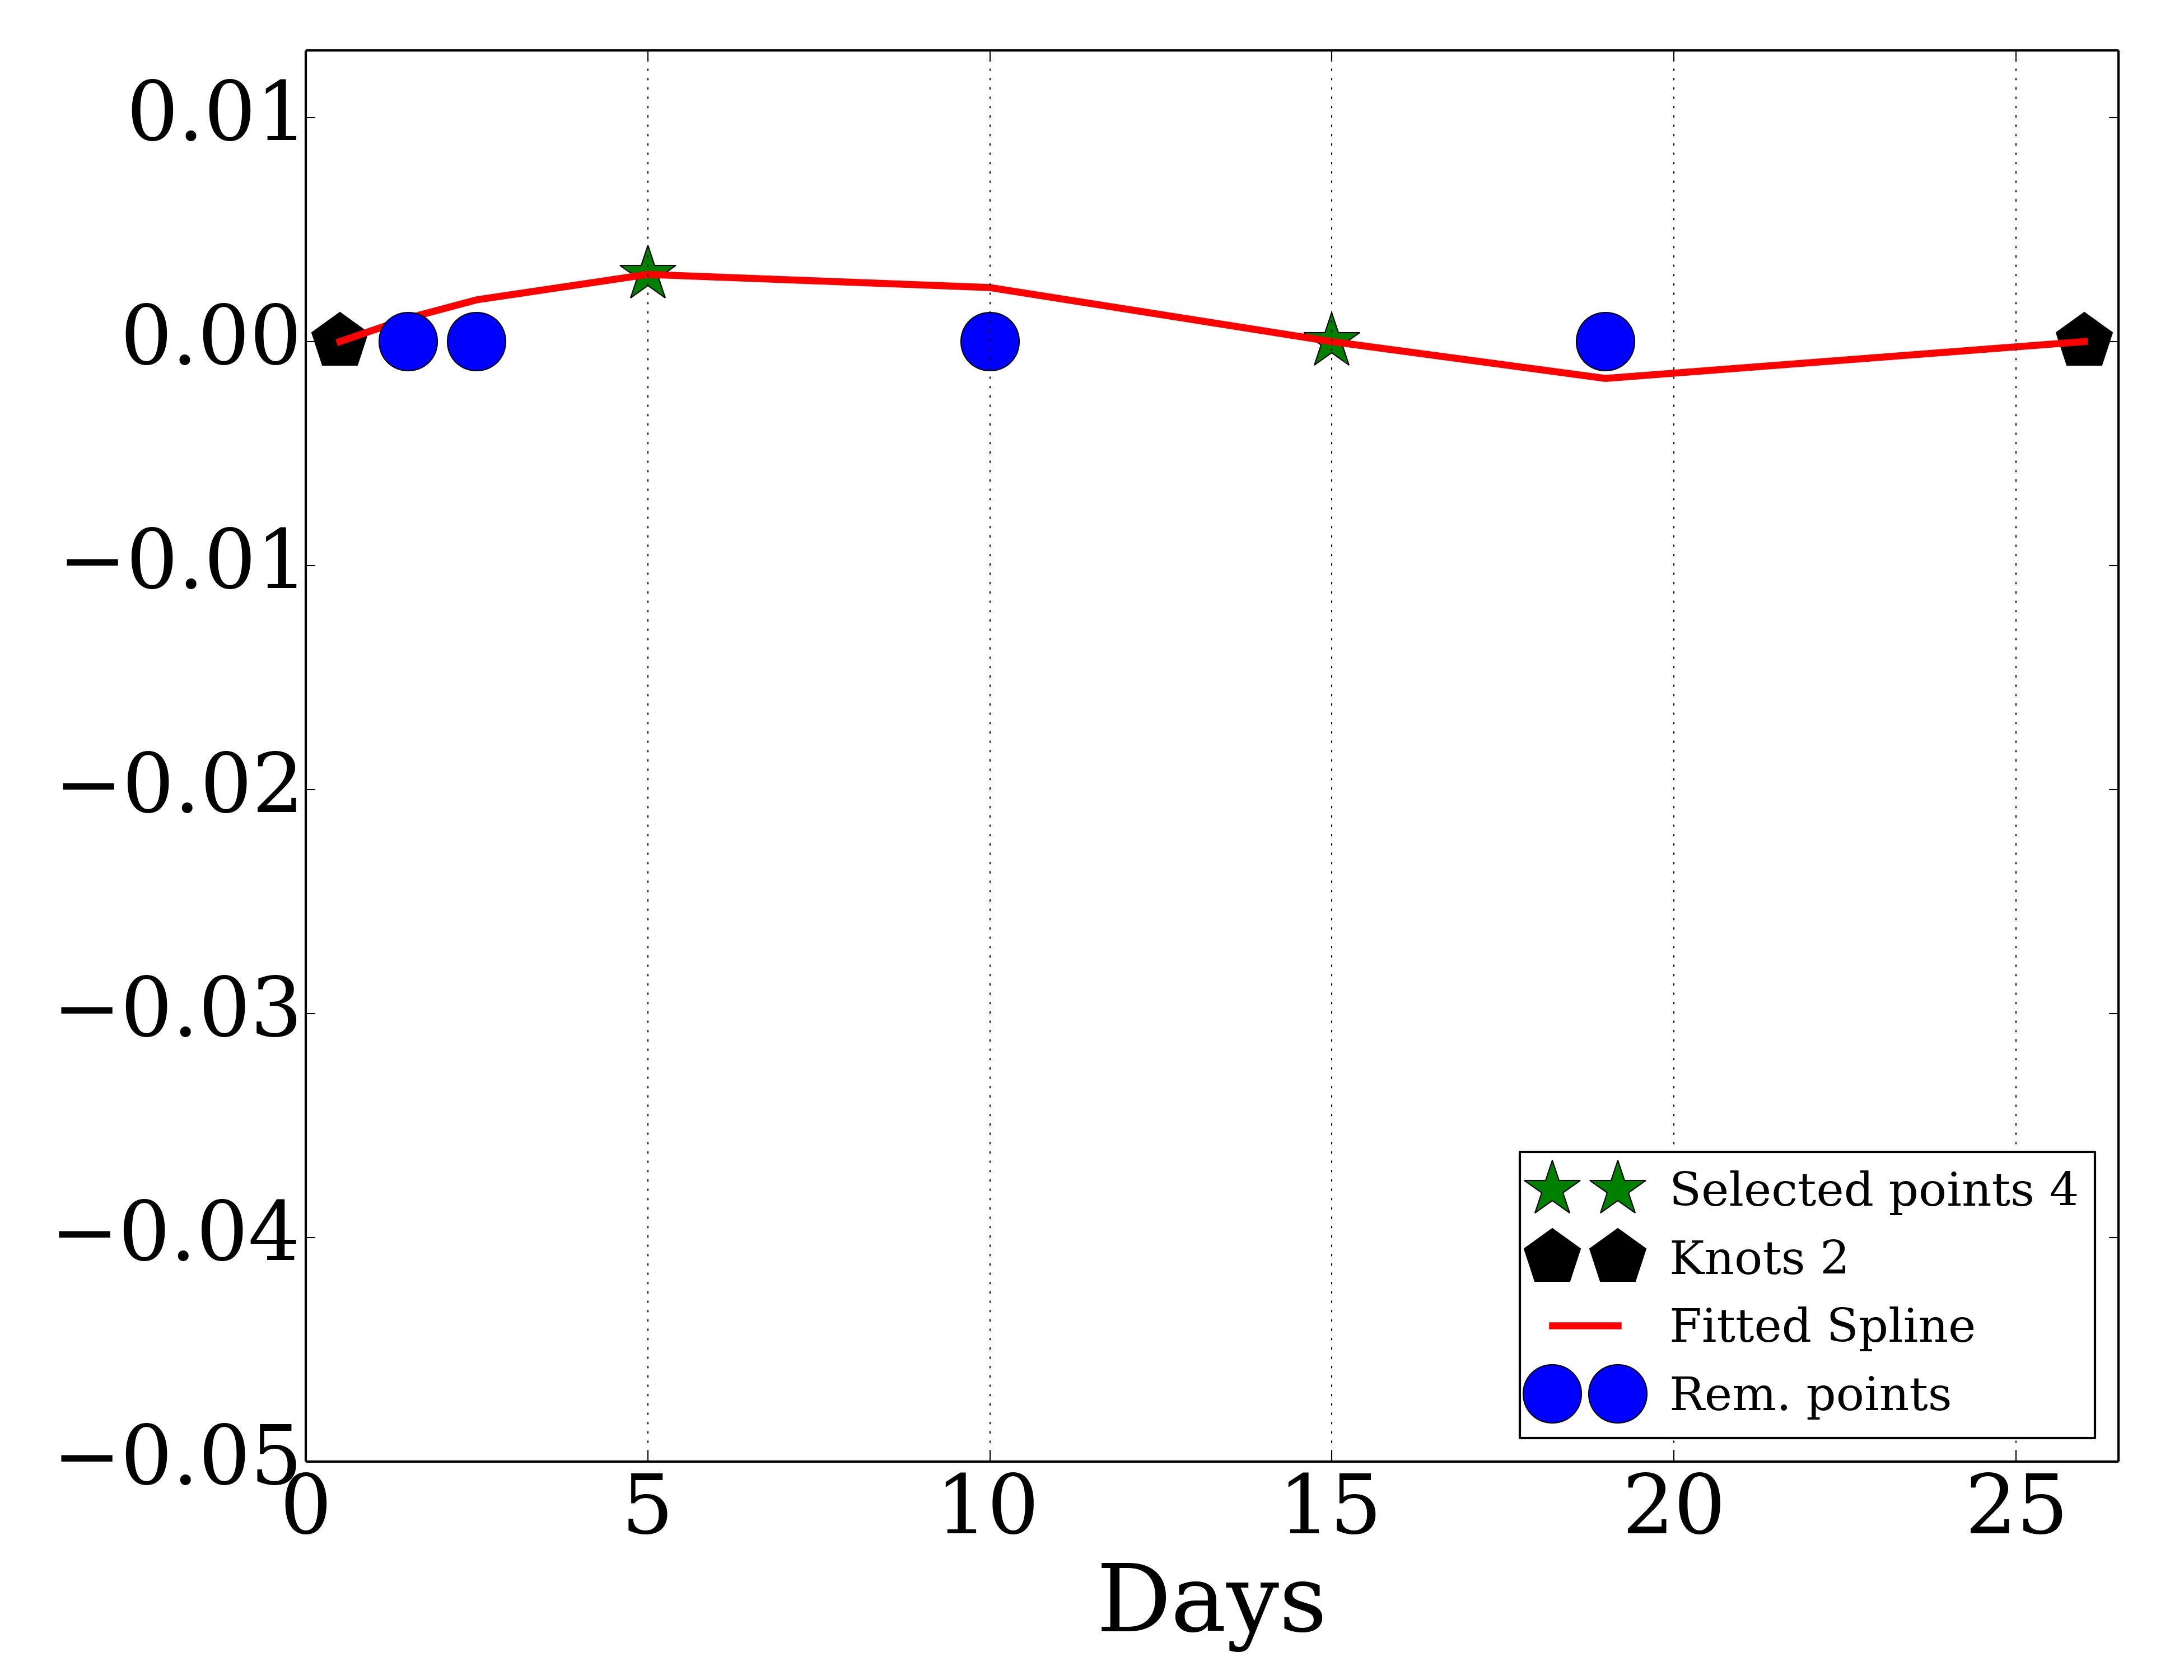 0.01
0.00
−0.01
−0.02
−0.03
−0.04
−0.05
0 5 10 15 20 25
Days
Selected points 4
Knots 2
Fitted Spline
Rem. points